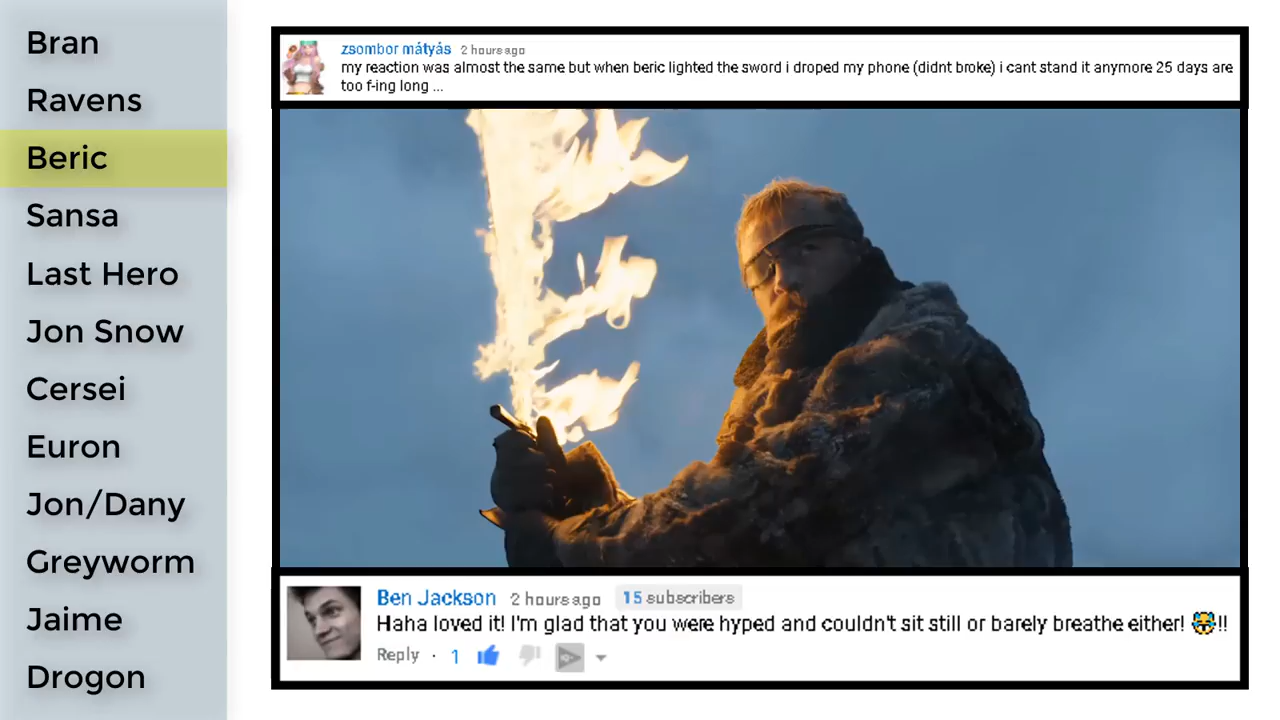 Bran
Ravens
Beric
Sansa
Last Hero
Jon Snow
Cersei
Euron
Jon/Dany
Greyworm
Jaime
Drogon
zsombor mátyás 2 hours ago
my reaction was almost the same but when beric lighted the sword i droped my phone (didnt broke) i cant stand it anymore 25 days are
too f-ing long ...
Ben Jackson 2 hours ago 15 subscribers
Haha loved it! I'm glad that you were hyped and couldn't sit still or barely breathe either! 😂!!
Reply · 1